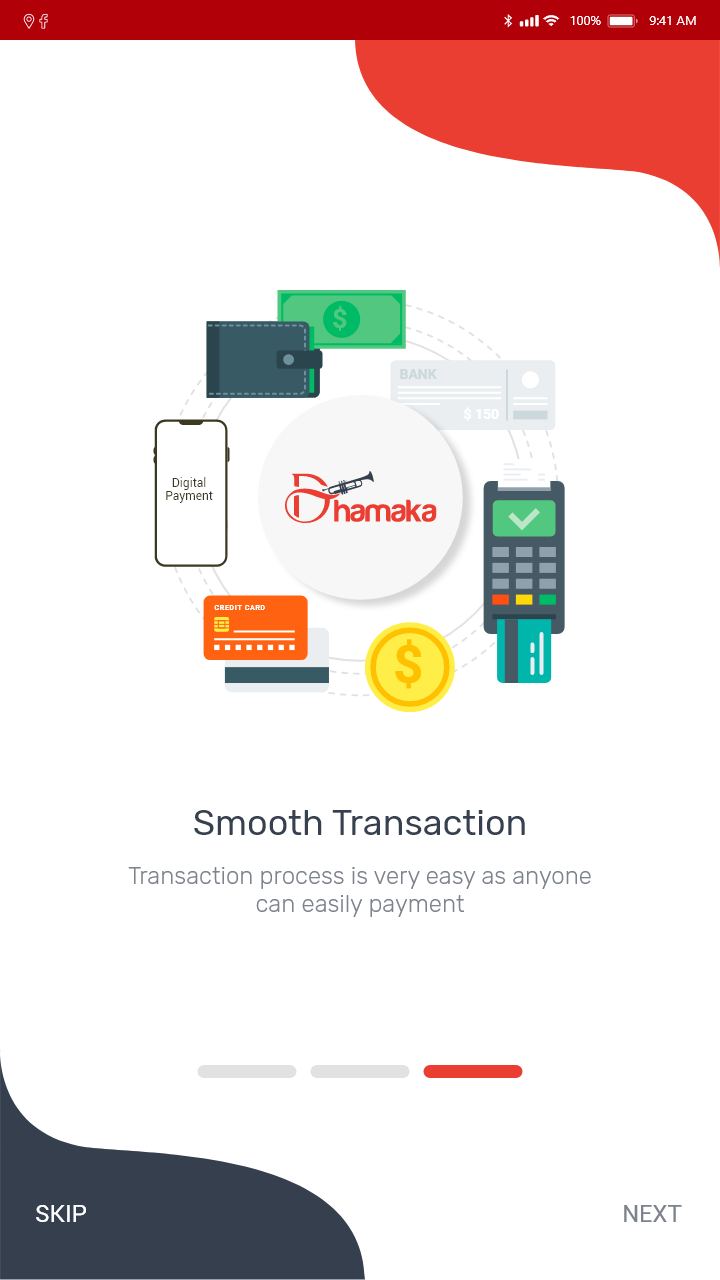 100% 9:41 AM
$
BANK
$ 150
Digital
Payment
Dhamaka
CREDIT CARD
$
Smooth Transaction
Transaction process is very easy as anyone
can easily payment
SKIP
NEXT